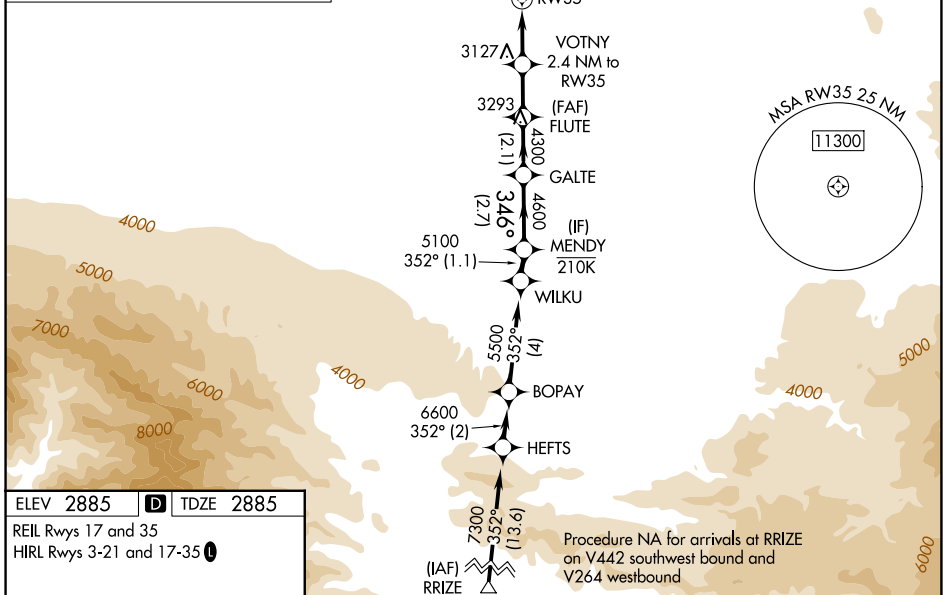 RW35
3127
VOTNY
2.4 NM to
RW35
3293
(FAF)
FLUTE
4300
(2.1)
GALTE
346°
(2.7)
4600
(IF)
MENDY
210K
5100
352° (1.1)
WILKU
5500
352°
(4)
BOPAY
6600
352° (2)
HEFTS
7300
352°
(13.6)
(IAF)
RRIZE
MSA RW35 25 NM
11300
4000
5000
7000
6000
8000
4000
5000
4000
6000
Procedure NA for arrivals at RRIZE
on V442 southwest bound and
V264 westbound
ELEV 2885 D TDZE 2885
REIL Rwys 17 and 35
HIRL Rwys 3-21 and 17-35 L